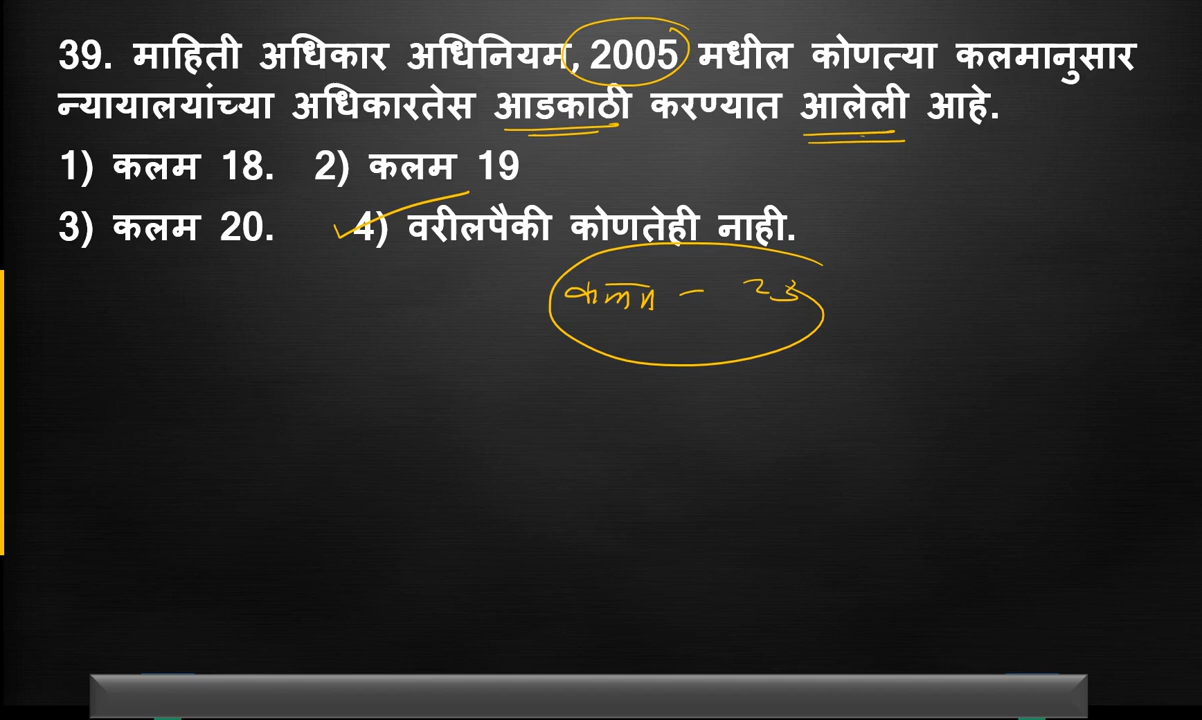 39. माहिती अधिकार अधिनियम, 2005 मधील कोणत्या कलमानुसार
न्यायालयांच्या अधिकारतेस आडकाठी करण्यात आलेली आहे.
1) कलम 18. 2) कलम 19
3) कलम 20. 4) वरीलपैकी कोणतेही नाही.
कलम - २३